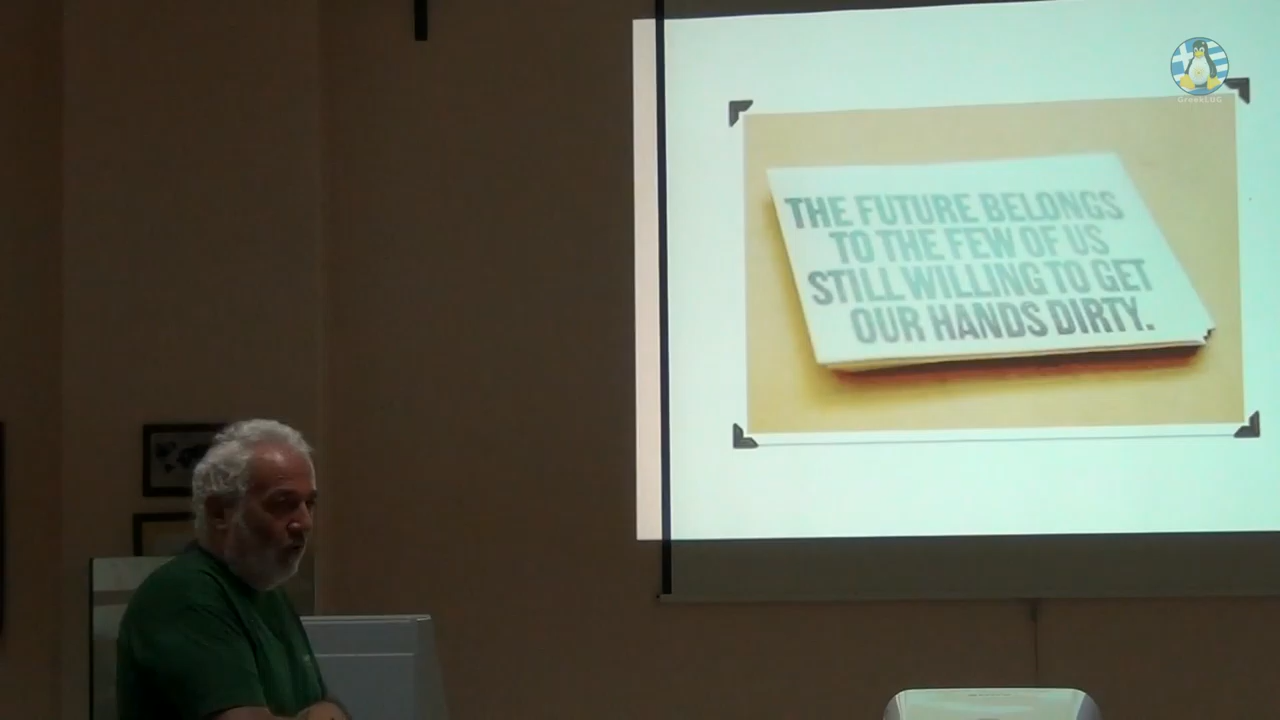 GreekLUG
THE FUTURE BELONGS
TO THE FEW OF US
STILL WILLING TO GET
OUR HANDS DIRTY.